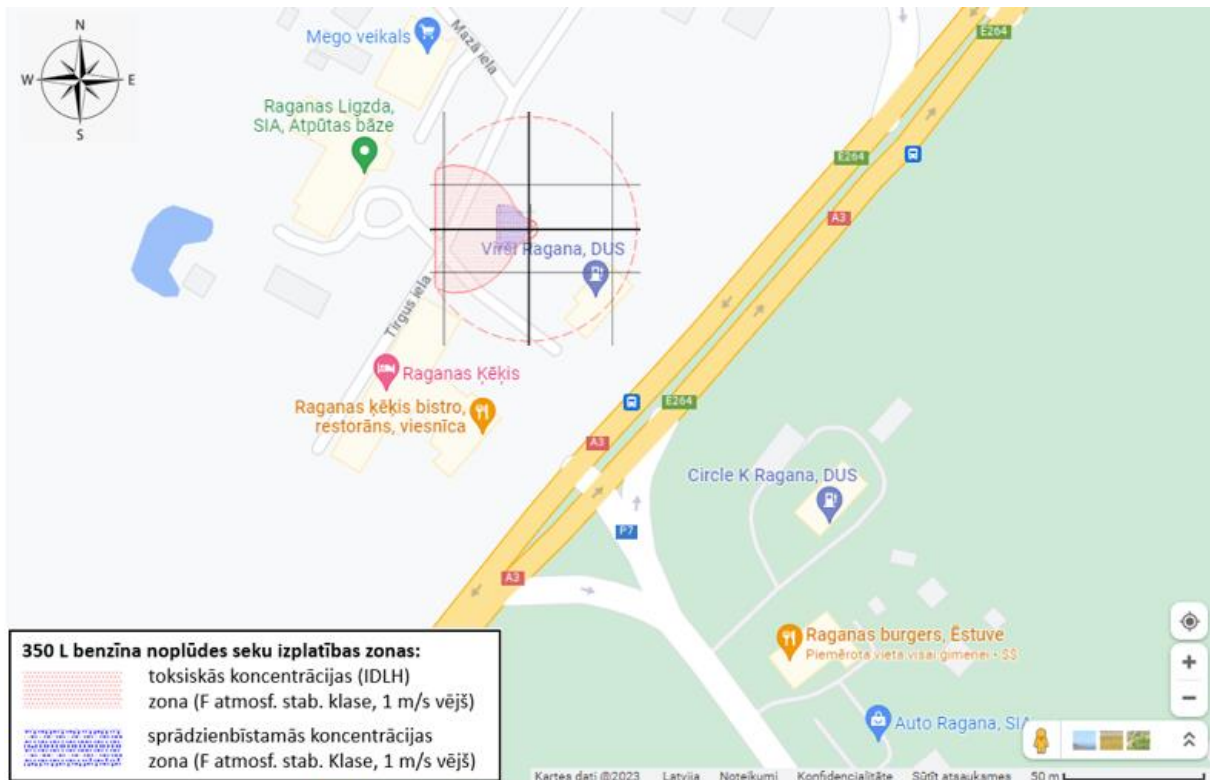 N
W
E
S
Mego veikals
Mazā iela
Raganas Ligzda,
SIA, Atpūtas bāze
E264
E264
A3
Virši Ragana, DUS
Tirgus iela
Raganas Ķēķis
Raganas ķēķis bistro,
restorāns, viesnīca
E264
A3
Circle K Ragana, DUS
P7
A3
Raganas burgers, Ēstuve
Piemērota vieta visai ģimenei • $$
Auto Ragana, SIA
350 L benzīna noplūdes seku izplatības zonas:
toksiskās koncentrācijas (IDLH)
zona (F atmosf. stab. klase, 1 m/s vējš)
sprādzienbīstamās koncentrācijas
zona (F atmosf. stab. Klase, 1 m/s vējš)
Kartes dati @2023 Latvija Noteikumi Konfidencialitāte Sūtīt atsauksmes 50 m